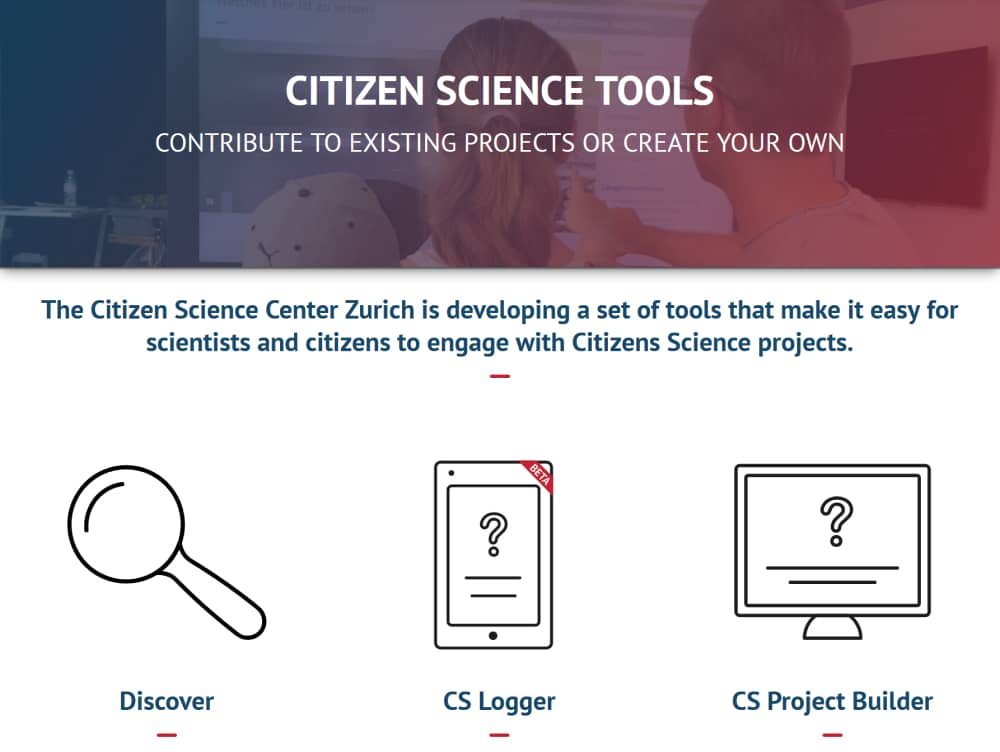 CITIZEN SCIENCE TOOLS
CONTRIBUTE TO EXISTING PROJECTS OR CREATE YOUR OWN
The Citizen Science Center Zurich is developing a set of tools that make it easy for
scientists and citizens to engage with Citizens Science projects.
BETA
?
?
Discover
CS Logger
CS Project Builder